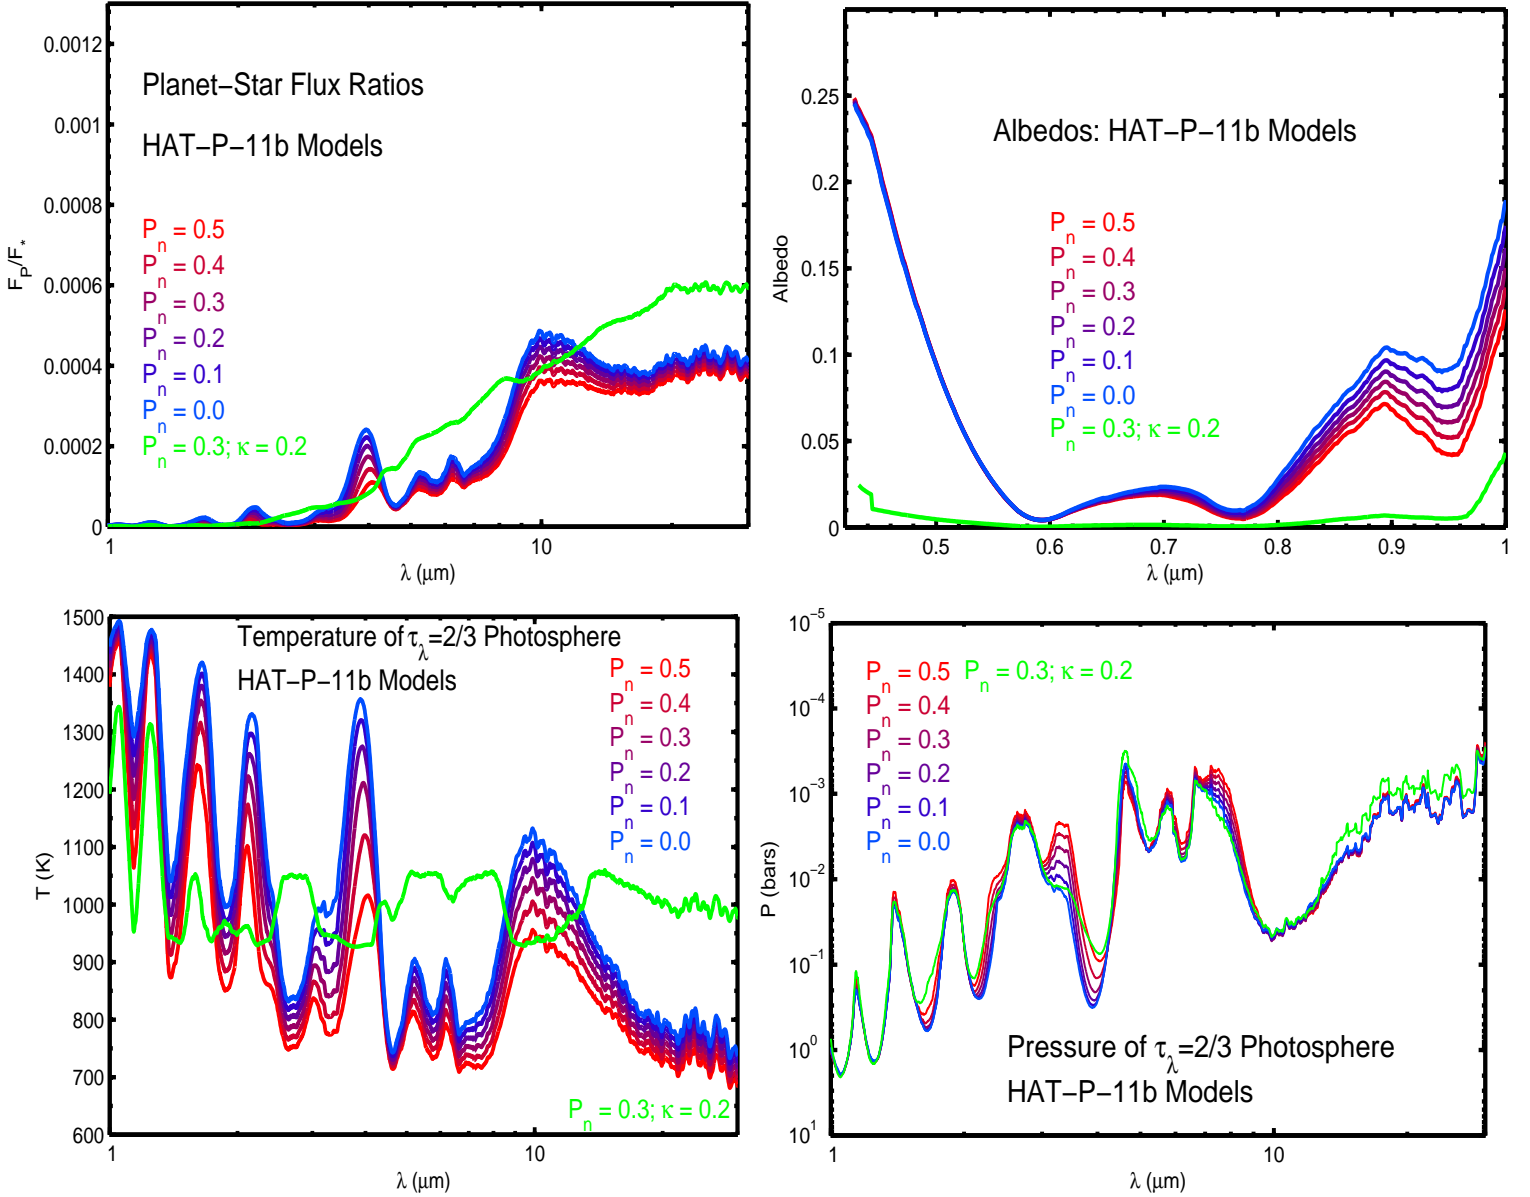 0.0012
0.001
0.0008
0.0006
0.0004
0.0002
0
F_P/F_*
Planet−Star Flux Ratios
HAT−P−11b Models
P_n = 0.5
P_n = 0.4
P_n = 0.3
P_n = 0.2
P_n = 0.1
P_n = 0.0
P_n = 0.3; κ = 0.2
1 10
λ (μm)
0.25
0.2
0.15
0.1
0.05
0
Albedo
Albedos: HAT−P−11b Models
P_n = 0.5
P_n = 0.4
P_n = 0.3
P_n = 0.2
P_n = 0.1
P_n = 0.0
P_n = 0.3; κ = 0.2
0.5 0.6 0.7 0.8 0.9 1
λ (μm)
1500
1400
1300
1200
1100
1000
900
800
700
600
T (K)
Temperature of τ_λ=2/3 Photosphere
HAT−P−11b Models
P_n = 0.5
P_n = 0.4
P_n = 0.3
P_n = 0.2
P_n = 0.1
P_n = 0.0
P_n = 0.3; κ = 0.2
1 10
λ (μm)
10^−5
10^−4
10^−3
10^−2
10^−1
10^0
10^1
P (bars)
P_n = 0.5 P_n = 0.3; κ = 0.2
P_n = 0.4
P_n = 0.3
P_n = 0.2
P_n = 0.1
P_n = 0.0
Pressure of τ_λ=2/3 Photosphere
HAT−P−11b Models
1 10
λ (μm)